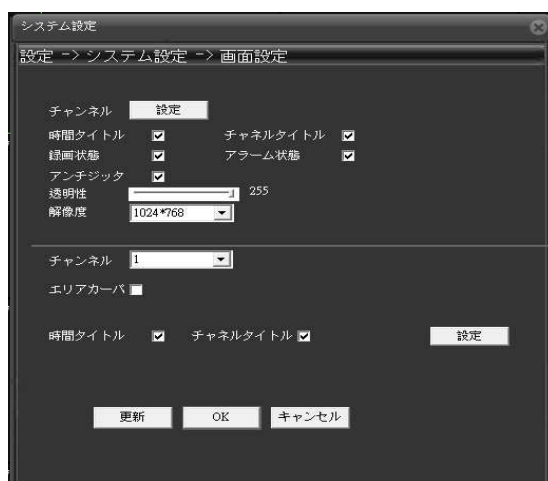 システム設定
設定 -> システム設定 -> 画面設定
チャンネル 設定
時間タイトル チャネルタイトル
録画状態 アラーム状態
アンチジッタ
透明性 255
解像度 1024*768
チャンネル 1
エリアカーバ
時間タイトル チャネルタイトル 設定
更新 OK キャンセル